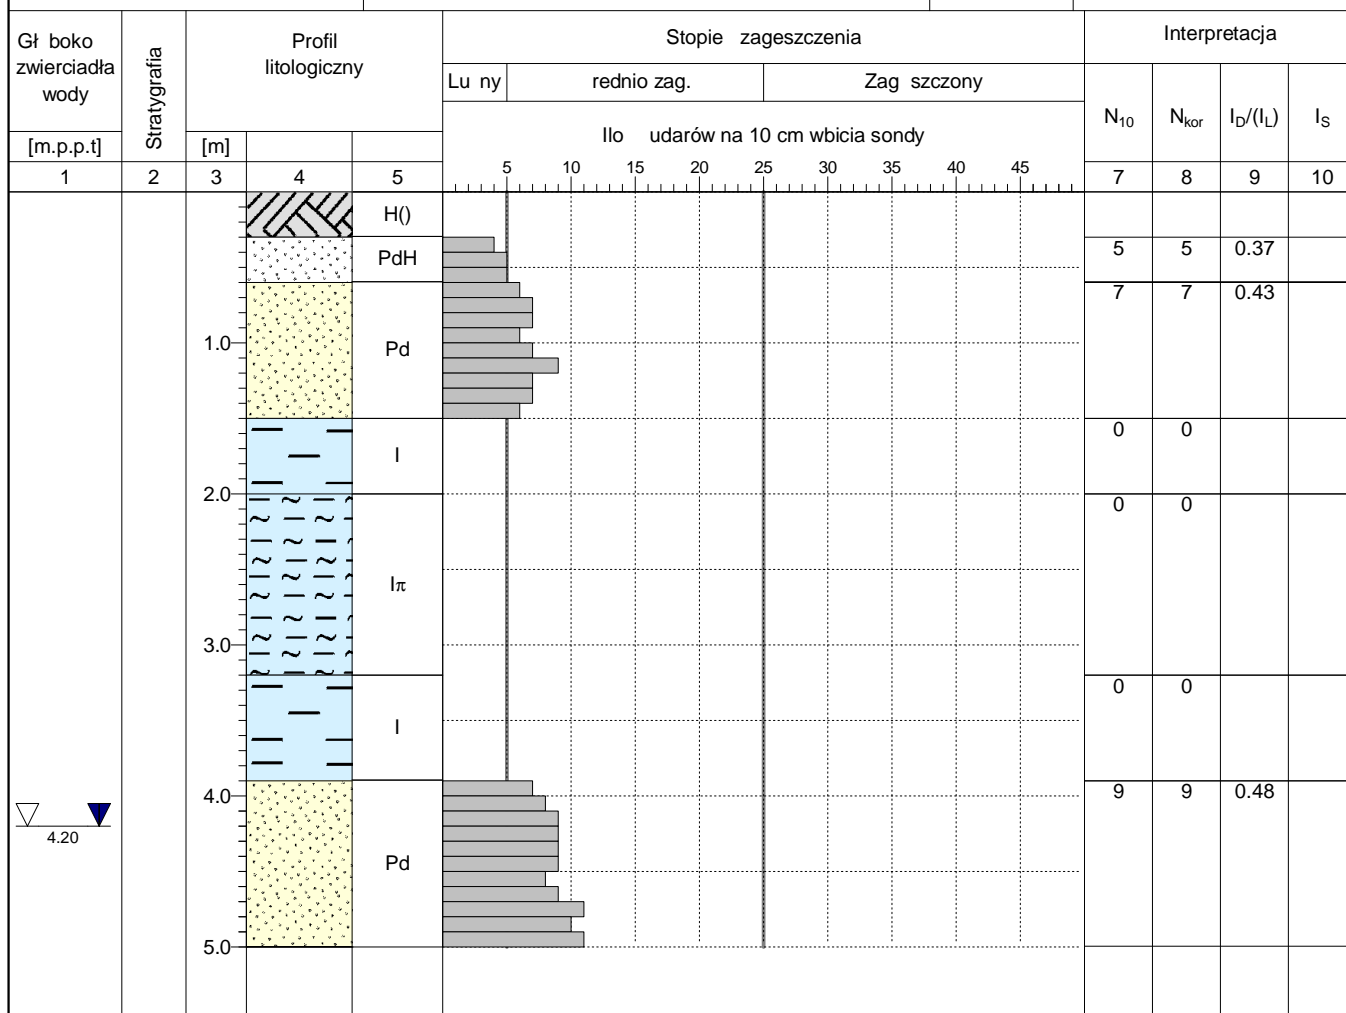 Gł boko
zwierciadła
wody
[m.p.p.t]
Stratygrafia
Profil
litologiczny
[m]
Stopie zageszczenia
Lu ny
rednio zag.
Zag szczony
Ilo udarów na 10 cm wbicia sondy
5 10 15 20 25 30 35 40 45
Interpretacja
N10 Nkor ID/(IL) IS
1 2 3 4 5 7 8 9 10
H()
PdH 5 5 0.37
7 7 0.43
1.0 Pd
0 0
I
2.0
0 0
Iπ
3.0
0 0
I
4.0 9 9 0.48
4.20
Pd
5.0